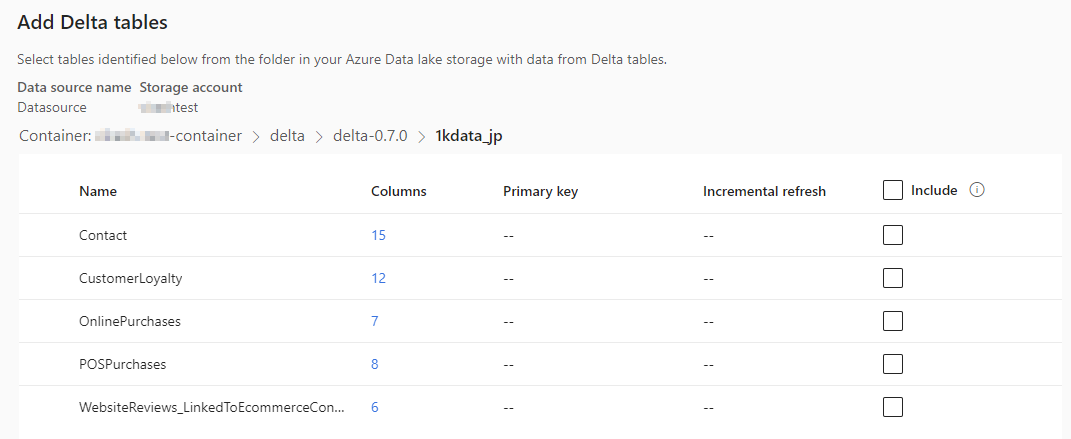 Add Delta tables
Select tables identified below from the folder in your Azure Data lake storage with data from Delta tables.
Data source name Storage account
Datasource test
Container: -container > delta > delta-0.7.0 > 1kdata_jp
Name Columns Primary key Incremental refresh Include
Contact 15 -- --
CustomerLoyalty 12 -- --
OnlinePurchases 7 -- --
POSPurchases 8 -- --
WebsiteReviews_LinkedToEcommerceCon... 6 -- --